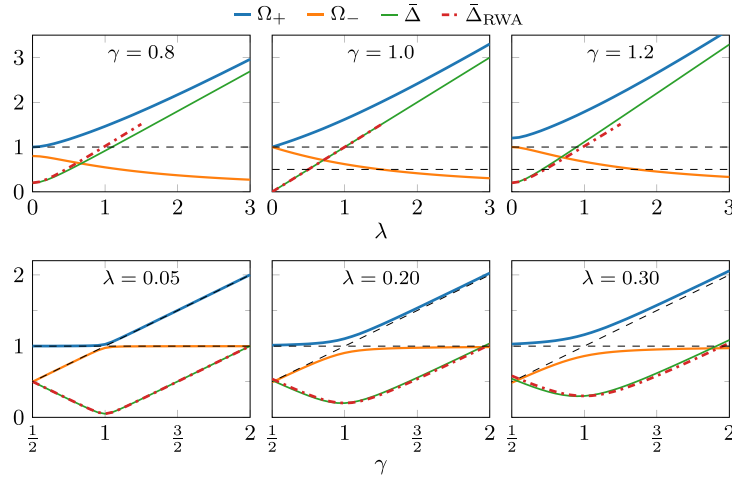 Ω₊ Ω₋ Δ̄ Δ̄_RWA
γ = 0.8 γ = 1.0 γ = 1.2
3
2
1
0
0 1 2 3 0 1 2 3 0 1 2 3
λ
λ = 0.05 λ = 0.20 λ = 0.30
2
1
0
1/2 1 3/2 2 1/2 1 3/2 2 1/2 1 3/2 2
γ